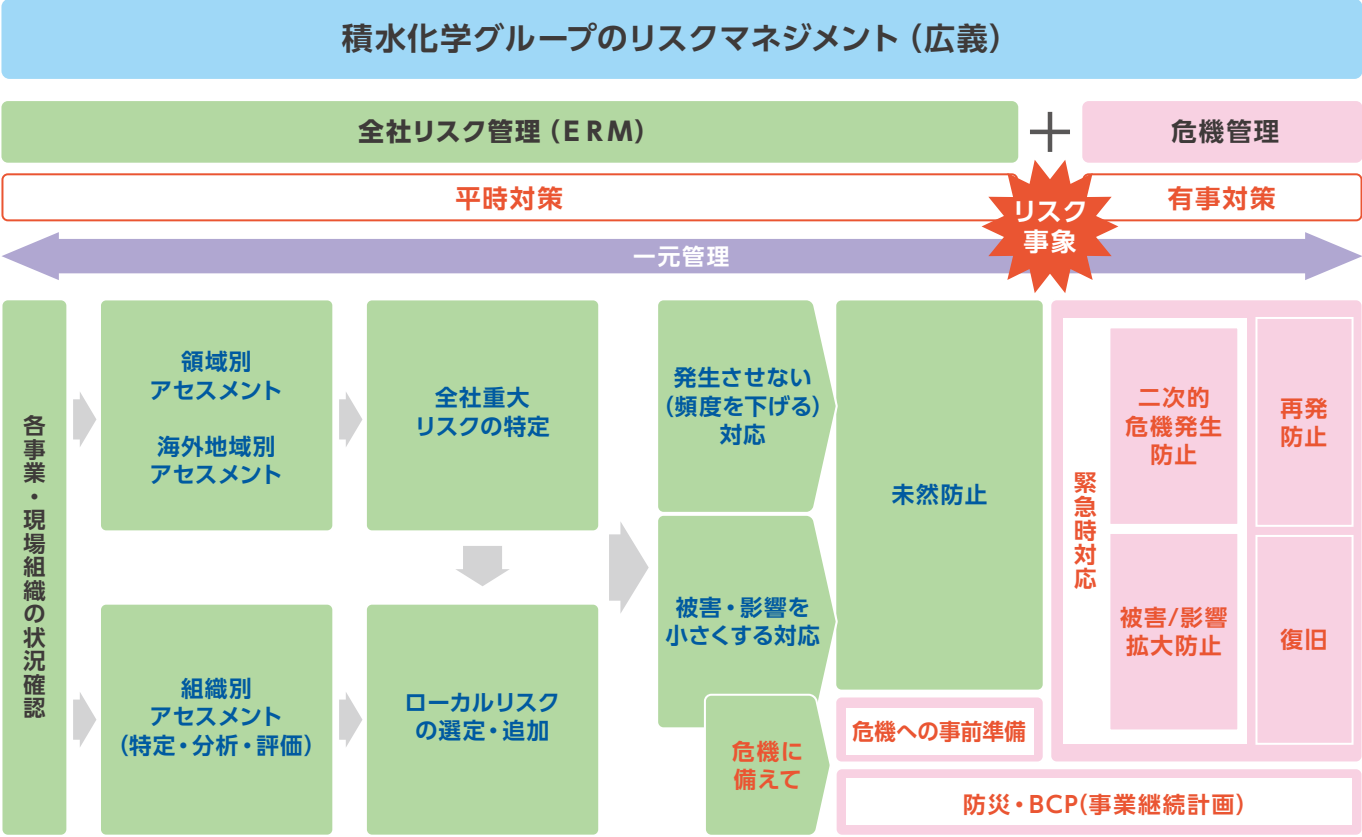 積水化学グループのリスクマネジメント（広義）
全社リスク管理（ERM）
＋
危機管理
平時対策
リスク
事象
有事対策
一元管理
各事業・現場組織の状況確認
領域別
アセスメント
海外地域別
アセスメント
全社重大
リスクの特定
組織別
アセスメント
（特定・分析・評価）
ローカルリスク
の選定・追加
発生させない
（頻度を下げる）
対応
被害・影響を
小さくする対応
危機に
備えて
未然防止
危機への事前準備
緊急時対応
二次的
危機発生
防止
被害/影響
拡大防止
再発
防止
復旧
防災・BCP(事業継続計画)